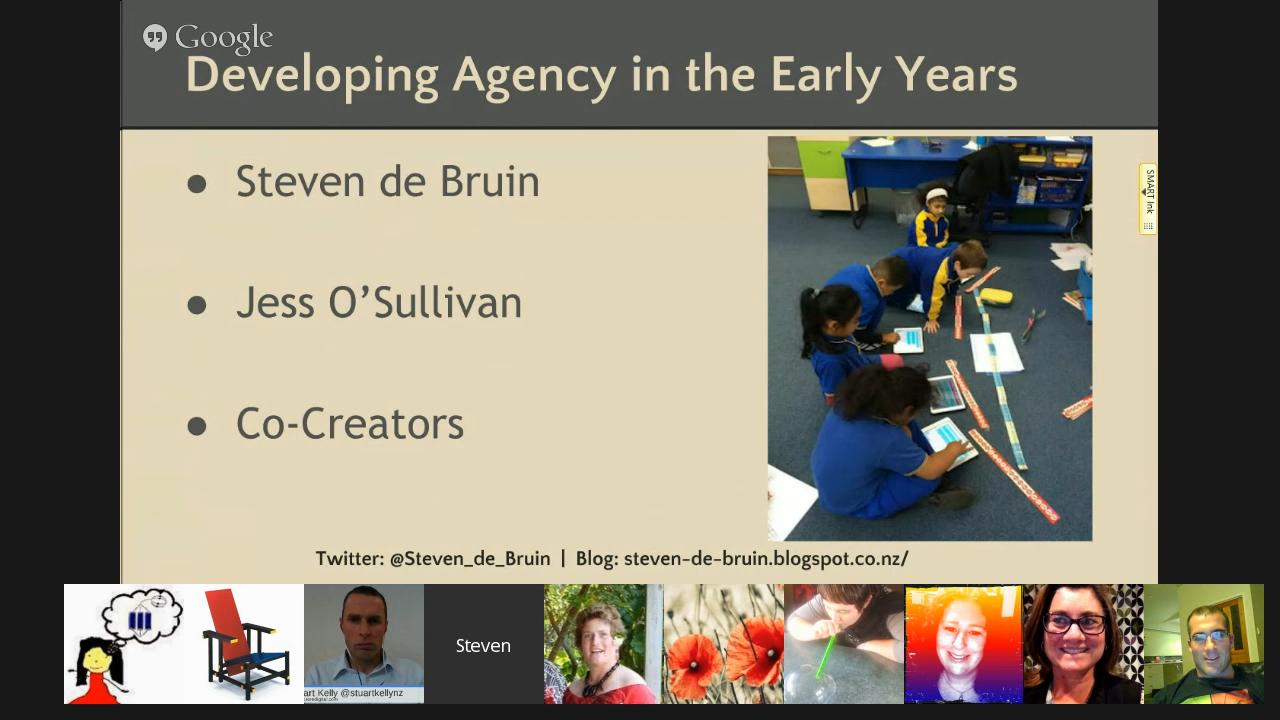 Google
Developing Agency in the Early Years
● Steven de Bruin
● Jess O’Sullivan
● Co-Creators
SMART Ink
Twitter: @Steven_de_Bruin | Blog: steven-de-bruin.blogspot.co.nz/
Steven
art Kelly @stuartkellynz